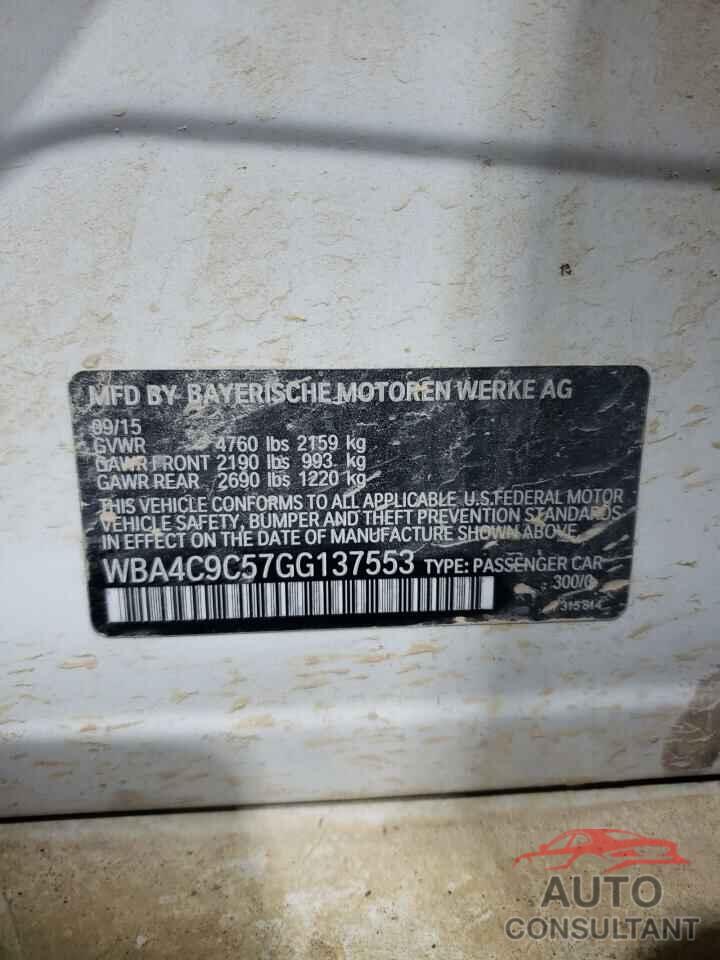 MFD BY BAYERISCHE MOTOREN WERKE AG
09/15
GVWR 4760 lbs 2159 kg
GAWR FRONT 2190 lbs 993 kg
GAWR REAR 2690 lbs 1220 kg
THIS VEHICLE CONFORMS TO ALL APPLICABLE U.S.FEDERAL MOTOR
VEHICLE SAFETY, BUMPER AND THEFT PREVENTION STANDARDS
IN EFFECT ON THE DATE OF MANUFACTURE SHOWN ABOVE.
WBA4C9C57GG137553 TYPE: PASSENGER CAR
300/0
AUTO
CONSULTANT